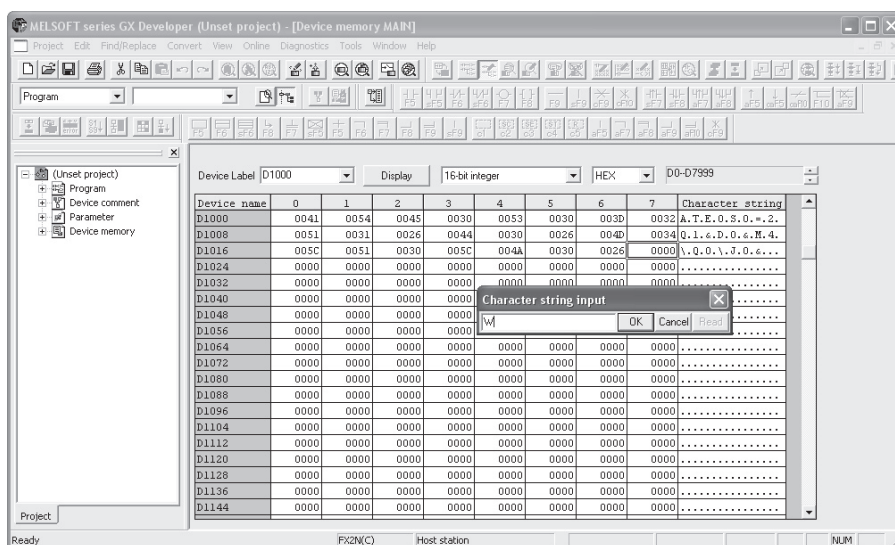 MELSOFT series GX Developer (Unset project) - [Device memory MAIN]
Project Edit Find/Replace Convert View Online Diagnostics Tools Window Help
Program
(Unset project)
Program
Device comment
Parameter
Device memory
Project
Device Label D1000 Display 16-bit integer HEX D0-D7999
Device name 0 1 2 3 4 5 6 7 Character string
D1000 0041 0054 0045 0030 0053 0030 003D 0032 A.T.E.0.S.0.=.2.
D1008 0051 0031 0026 0044 0030 0026 004D 0034 Q.1.&.D.0.&.M.4.
D1016 005C 0051 0030 005C 004A 0030 0026 0000 \.Q.0.\.J.0.&...
D1024 0000 0000 0000 0000 0000 0000 0000 0000 ................
D1032 0000 0000 0000 0000
D1040 0000 0000 0000
D1048 0000 0000 0000
D1056 0000 0000 0000
D1064 0000 0000 0000 0000 0000 0000 0000 0000 ................
D1072 0000 0000 0000 0000 0000 0000 0000 0000 ................
D1080 0000 0000 0000 0000 0000 0000 0000 0000 ................
D1088 0000 0000 0000 0000 0000 0000 0000 0000 ................
D1096 0000 0000 0000 0000 0000 0000 0000 0000 ................
D1104 0000 0000 0000 0000 0000 0000 0000 0000 ................
D1112 0000 0000 0000 0000 0000 0000 0000 0000 ................
D1120 0000 0000 0000 0000 0000 0000 0000 0000 ................
D1128 0000 0000 0000 0000 0000 0000 0000 0000 ................
D1136 0000 0000 0000 0000 0000 0000 0000 0000 ................
D1144 0000 0000 0000 0000 0000 0000 0000 0000 ................
Character string input
W OK Cancel Read
Ready FX2N(C) Host station NUM